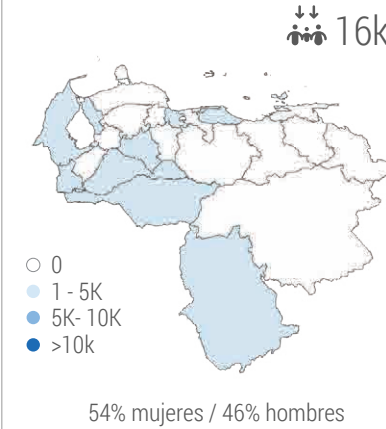 16k
0
1 - 5K
5K- 10K
>10k
54% mujeres / 46% hombres